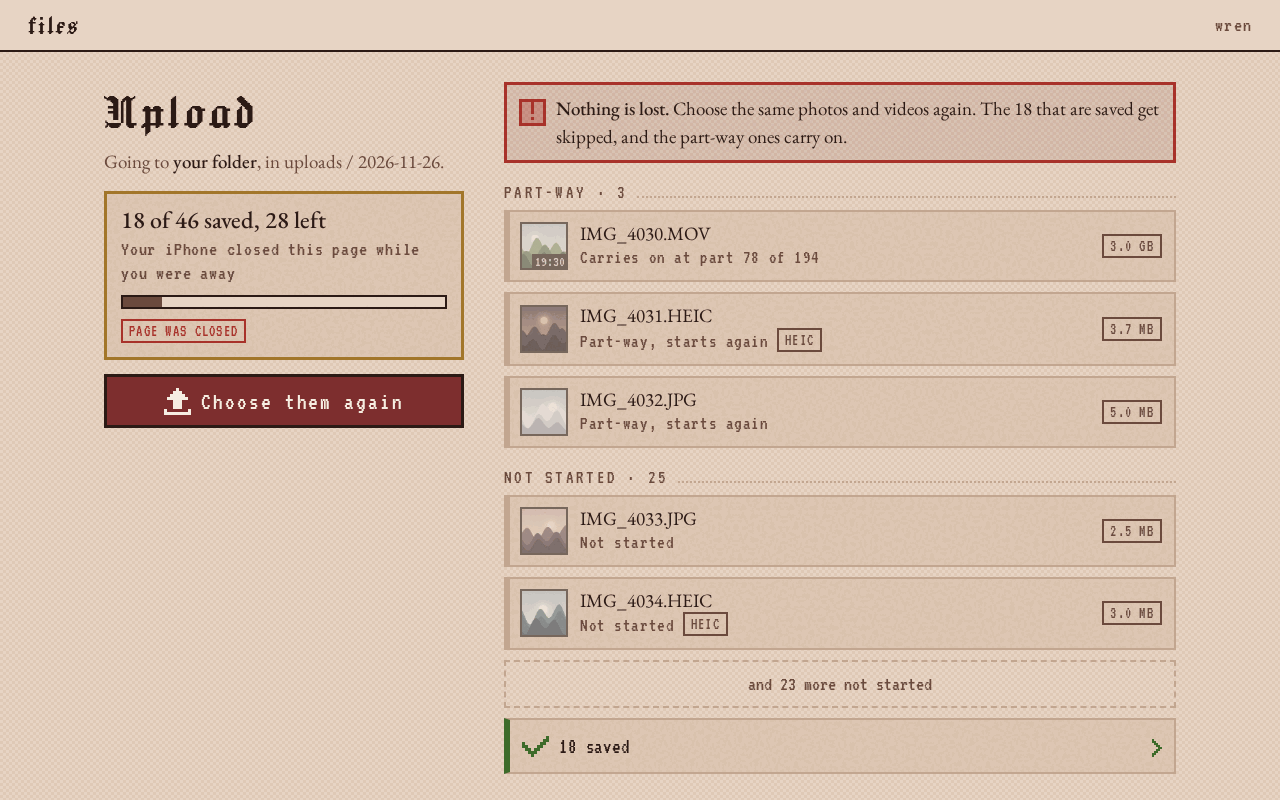 files
wren
Upload
Going to your folder, in uploads / 2026-11-26.
18 of 46 saved, 28 left
Your iPhone closed this page while
you were away
PAGE WAS CLOSED
Choose them again
Nothing is lost. Choose the same photos and videos again. The 18 that are saved get
skipped, and the part-way ones carry on.
PART-WAY · 3
19:30
IMG_4030.MOV
Carries on at part 78 of 194
3.0 GB
IMG_4031.HEIC
Part-way, starts again HEIC
3.7 MB
IMG_4032.JPG
Part-way, starts again
5.0 MB
NOT STARTED · 25
IMG_4033.JPG
Not started
2.5 MB
IMG_4034.HEIC
Not started HEIC
3.0 MB
and 23 more not started
18 saved